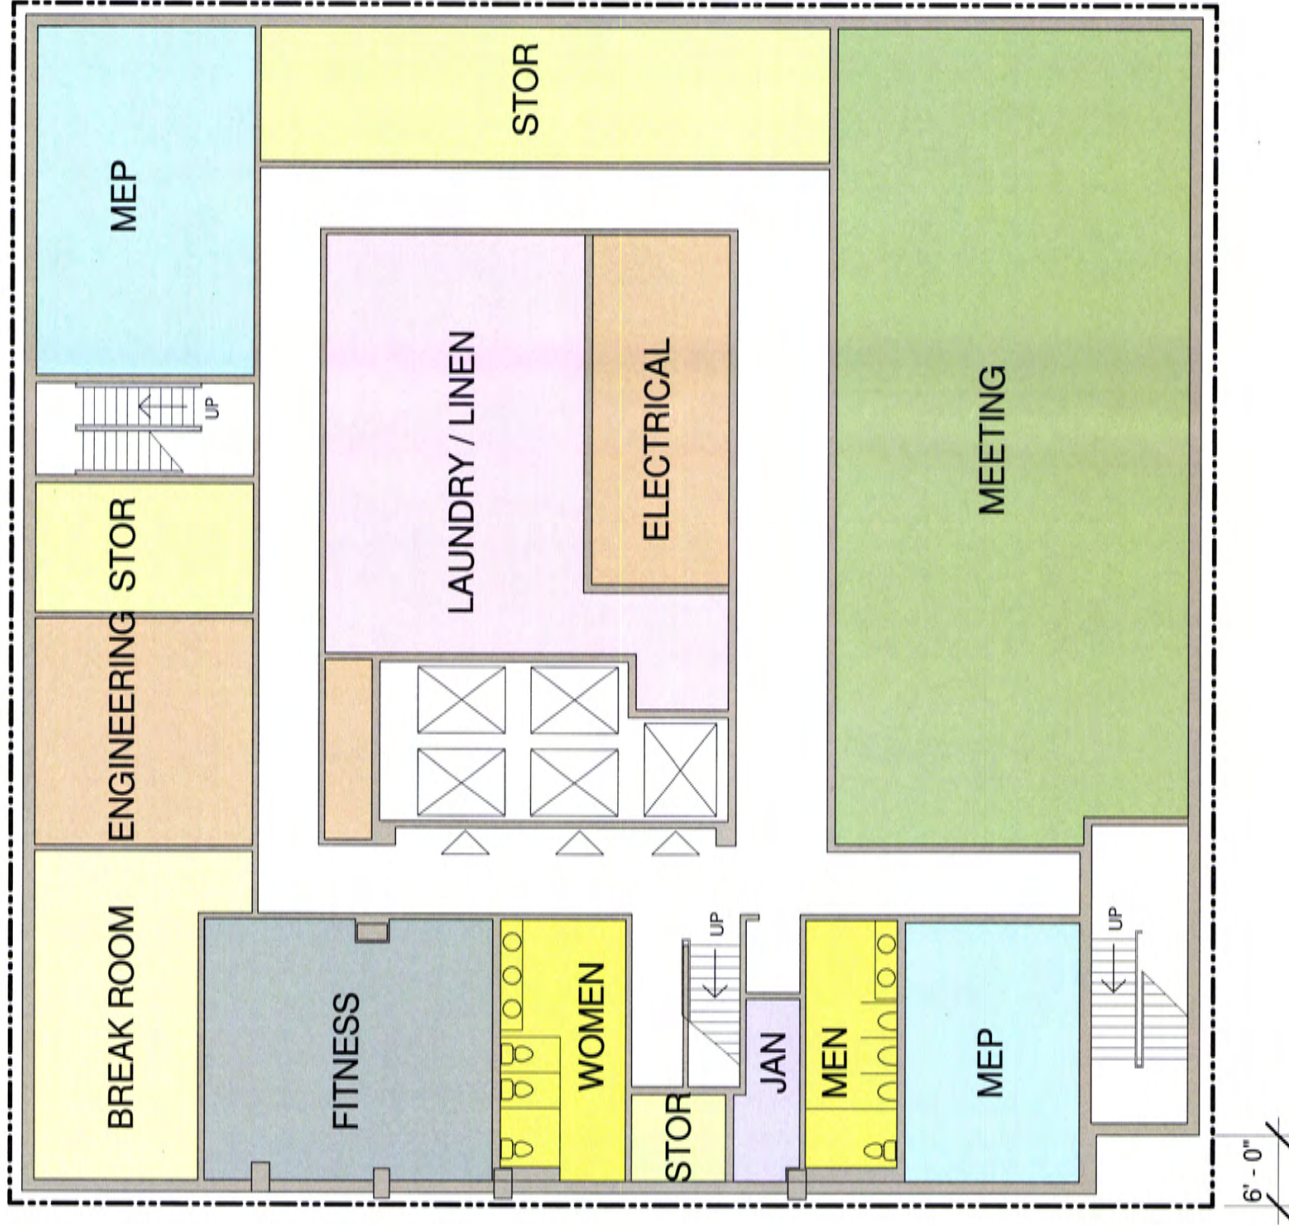 MEP
STOR
UP
STOR
ENGINEERING
BREAK ROOM
LAUNDRY / LINEN
ELECTRICAL
MEETING
FITNESS
WOMEN
UP
STOR
JAN
MEN
MEP
UP
6' - 0"